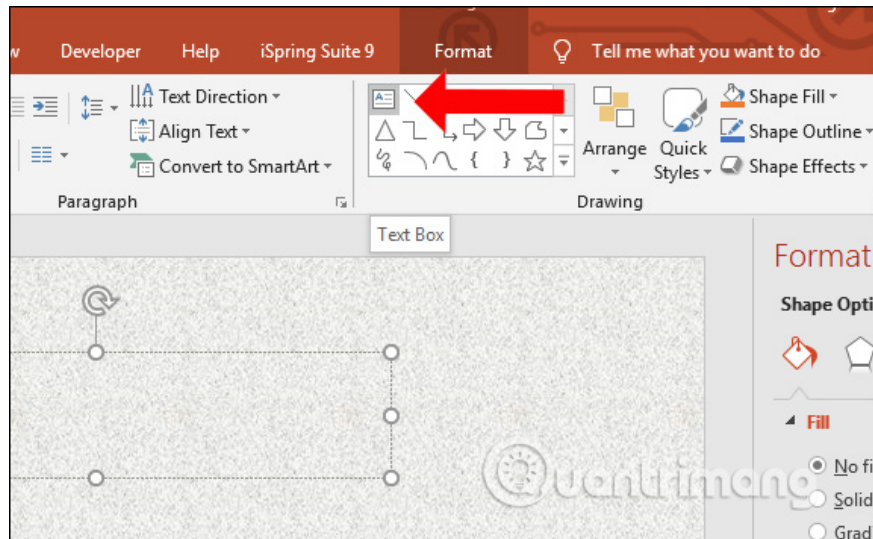 Developer Help iSpring Suite 9 Format Tell me what you want to do
Text Direction
Align Text
Convert to SmartArt
Arrange
Quick
Styles
Shape Fill
Shape Outline
Shape Effects
Paragraph
Drawing
Text Box
Format
Shape Opti
Fill
No fi
Solid
Grad
Quantrimang